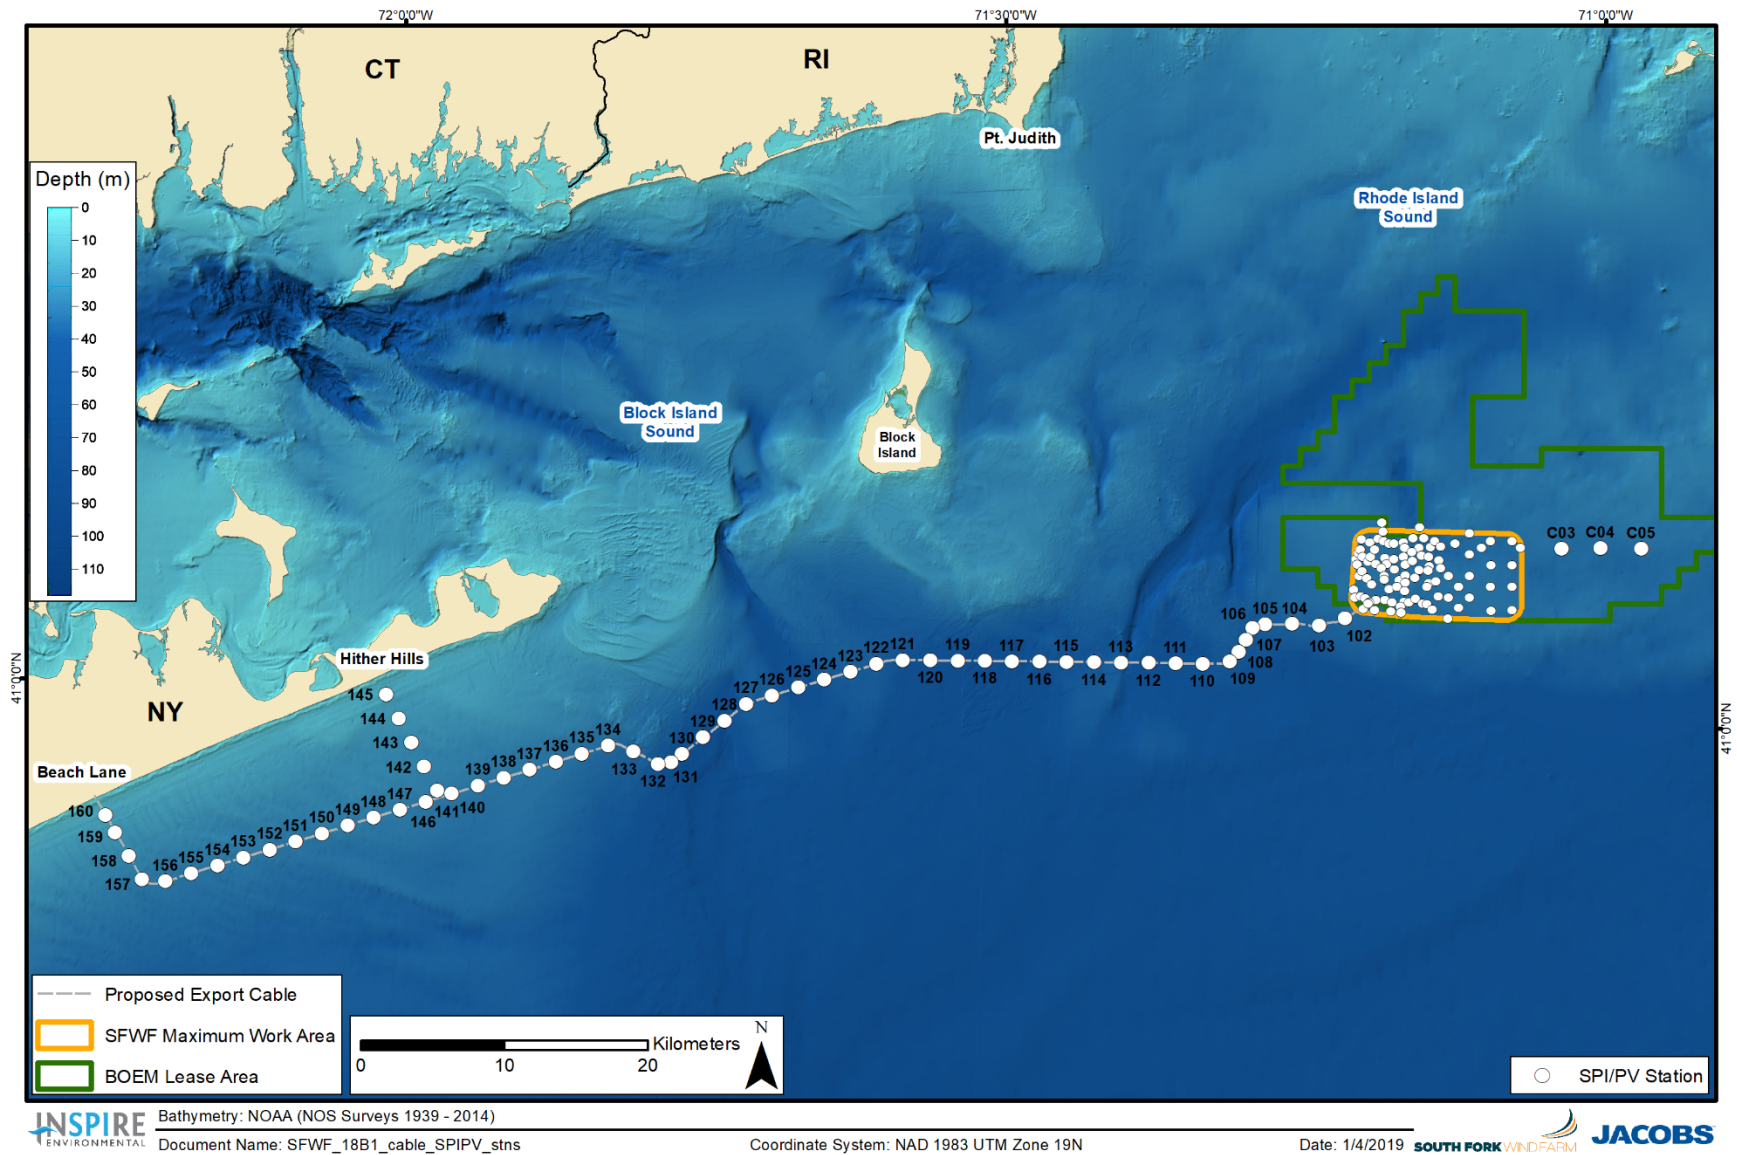 72°0'0"W
71°30'0"W
71°0'0"W
CT
RI
Pt. Judith
Depth (m)
0
10
20
30
40
50
60
70
80
90
100
110
Rhode Island
Sound
Block Island
Sound
Block
Island
C03
C04
C05
106
105
104
102
103
107
108
109
122
121
119
117
115
113
111
120
118
116
114
112
110
123
124
125
126
127
128
129
130
131
132
133
134
135
136
137
138
139
140
141
146
147
148
149
150
151
152
153
154
155
156
157
158
159
160
Hither Hills
145
144
143
142
NY
Beach Lane
41°0'0"N
41°0'0"N
Proposed Export Cable
SFWF Maximum Work Area
BOEM Lease Area
0
10
20
Kilometers
N
SPI/PV Station
INSPIRE
ENVIRONMENTAL
Bathymetry: NOAA (NOS Surveys 1939 - 2014)
Document Name: SFWF_18B1_cable_SPIPV_stns
Coordinate System: NAD 1983 UTM Zone 19N
Date: 1/4/2019
SOUTH FORK WIND FARM
JACOBS